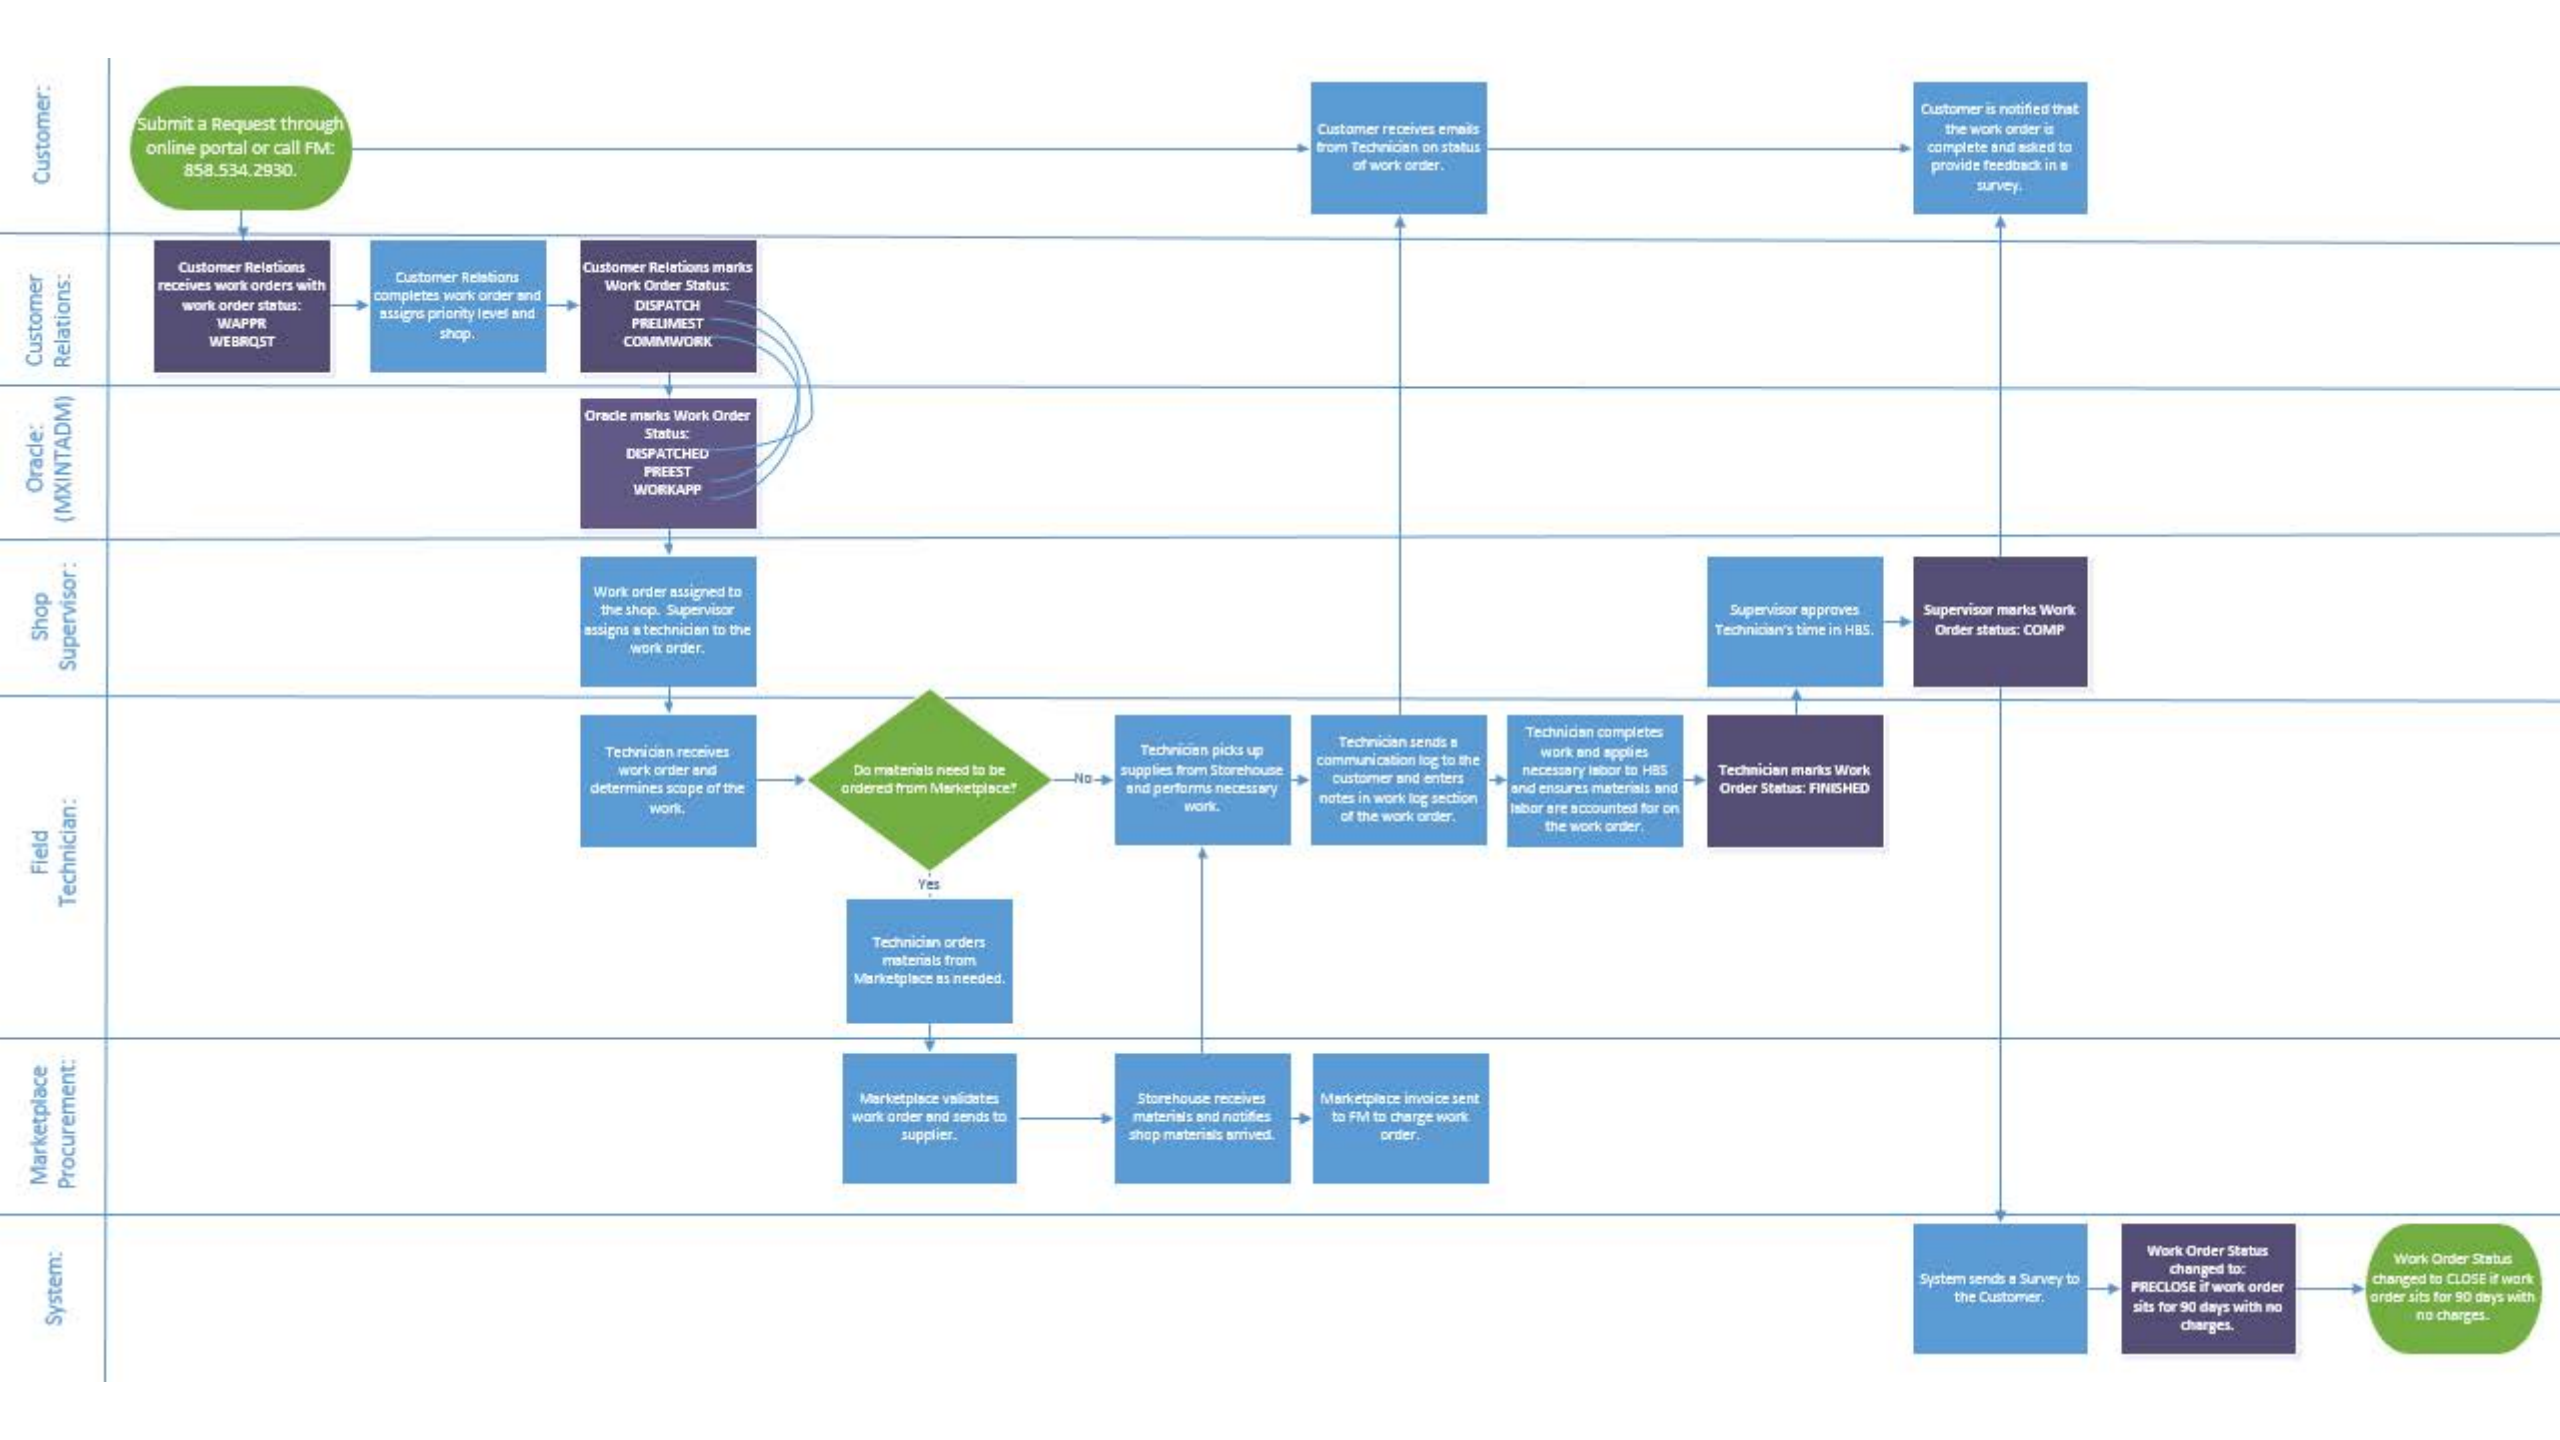 Customer:
Submit a Request through
online portal or call FM:
858.534.2930.
Customer receives emails
from Technician on status
of work order.
Customer is notified that
the work order is
complete and asked to
provide feedback in a
survey.
Customer
Relations:
Customer Relations
receives work orders with
work order status:
WAPPR
WEBRQST
Customer Relations
completes work order and
assigns priority level and
shop.
Customer Relations marks
Work Order Status:
DISPATCH
PRELIMEST
COMMWORK
Oracle:
(MXINTADM)
Oracle marks Work Order
Status:
DISPATCHED
PREEST
WORKAPP
Shop
Supervisor:
Work order assigned to
the shop. Supervisor
assigns a technician to the
work order.
Supervisor approves
Technician's time in HBS.
Supervisor marks Work
Order status: COMP
Field
Technician:
Technician receives
work order and
determines scope of the
work.
Do materials need to be
ordered from Marketplace?
No
Technician picks up
supplies from Storehouse
and performs necessary
work.
Technician sends a
communication log to the
customer and enters
notes in work log section
of the work order.
Technician completes
work and applies
necessary labor to HBS
and ensures materials and
labor are accounted for on
the work order.
Technician marks Work
Order Status: FINISHED
Yes
Technician orders
materials from
Marketplace as needed.
Marketplace
Procurement:
Marketplace validates
work order and sends to
supplier.
Storehouse receives
materials and notifies
shop materials arrived.
Marketplace invoice sent
to FM to charge work
order.
System:
System sends a Survey to
the Customer.
Work Order Status
changed to:
PRECLOSE if work order
sits for 90 days with no
charges.
Work Order Status
changed to CLOSE if work
order sits for 90 days with
no charges.